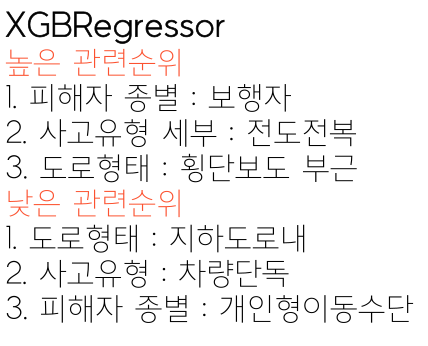 XGBRegressor
높은 관련순위
1. 피해자 종별 : 보행자
2. 사고유형 세부 : 전도전복
3. 도로형태 : 횡단보도 부근
낮은 관련순위
1. 도로형태 : 지하도로내
2. 사고유형 : 차량단독
3. 피해자 종별 : 개인형이동수단